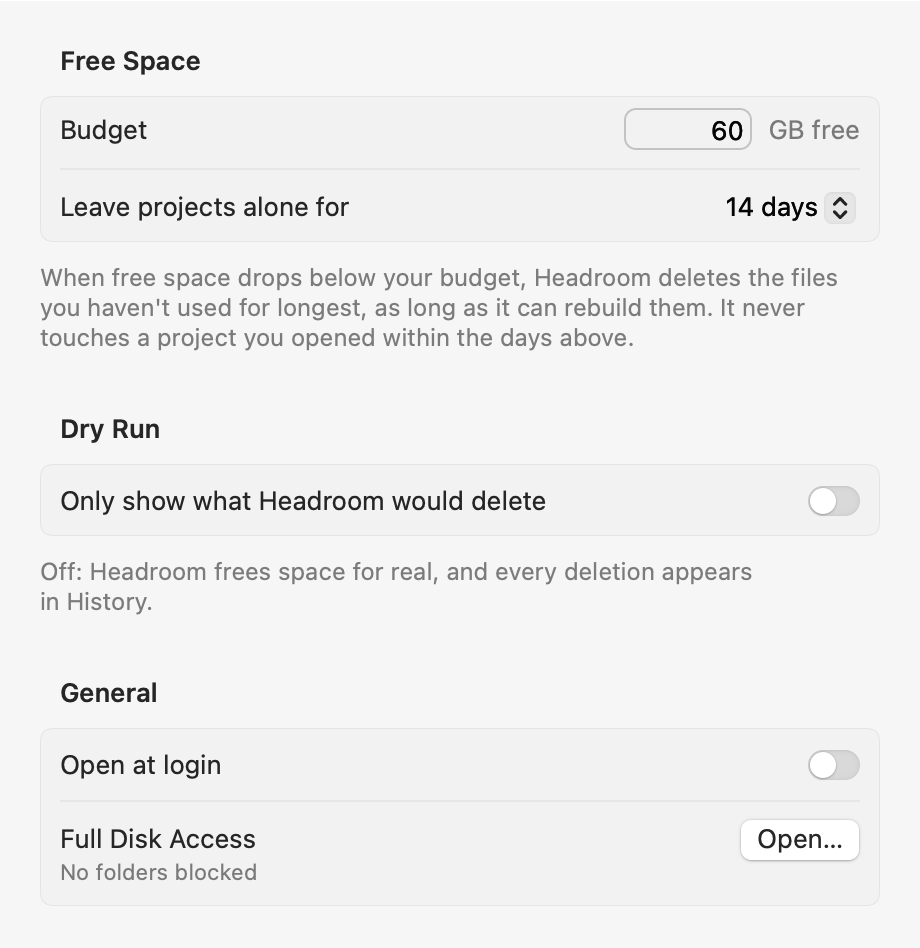 Free Space
Budget 60 GB free
Leave projects alone for 14 days
When free space drops below your budget, Headroom deletes the files
you haven't used for longest, as long as it can rebuild them. It never
touches a project you opened within the days above.
Dry Run
Only show what Headroom would delete
Off: Headroom frees space for real, and every deletion appears
in History.
General
Open at login
Full Disk Access Open...
No folders blocked